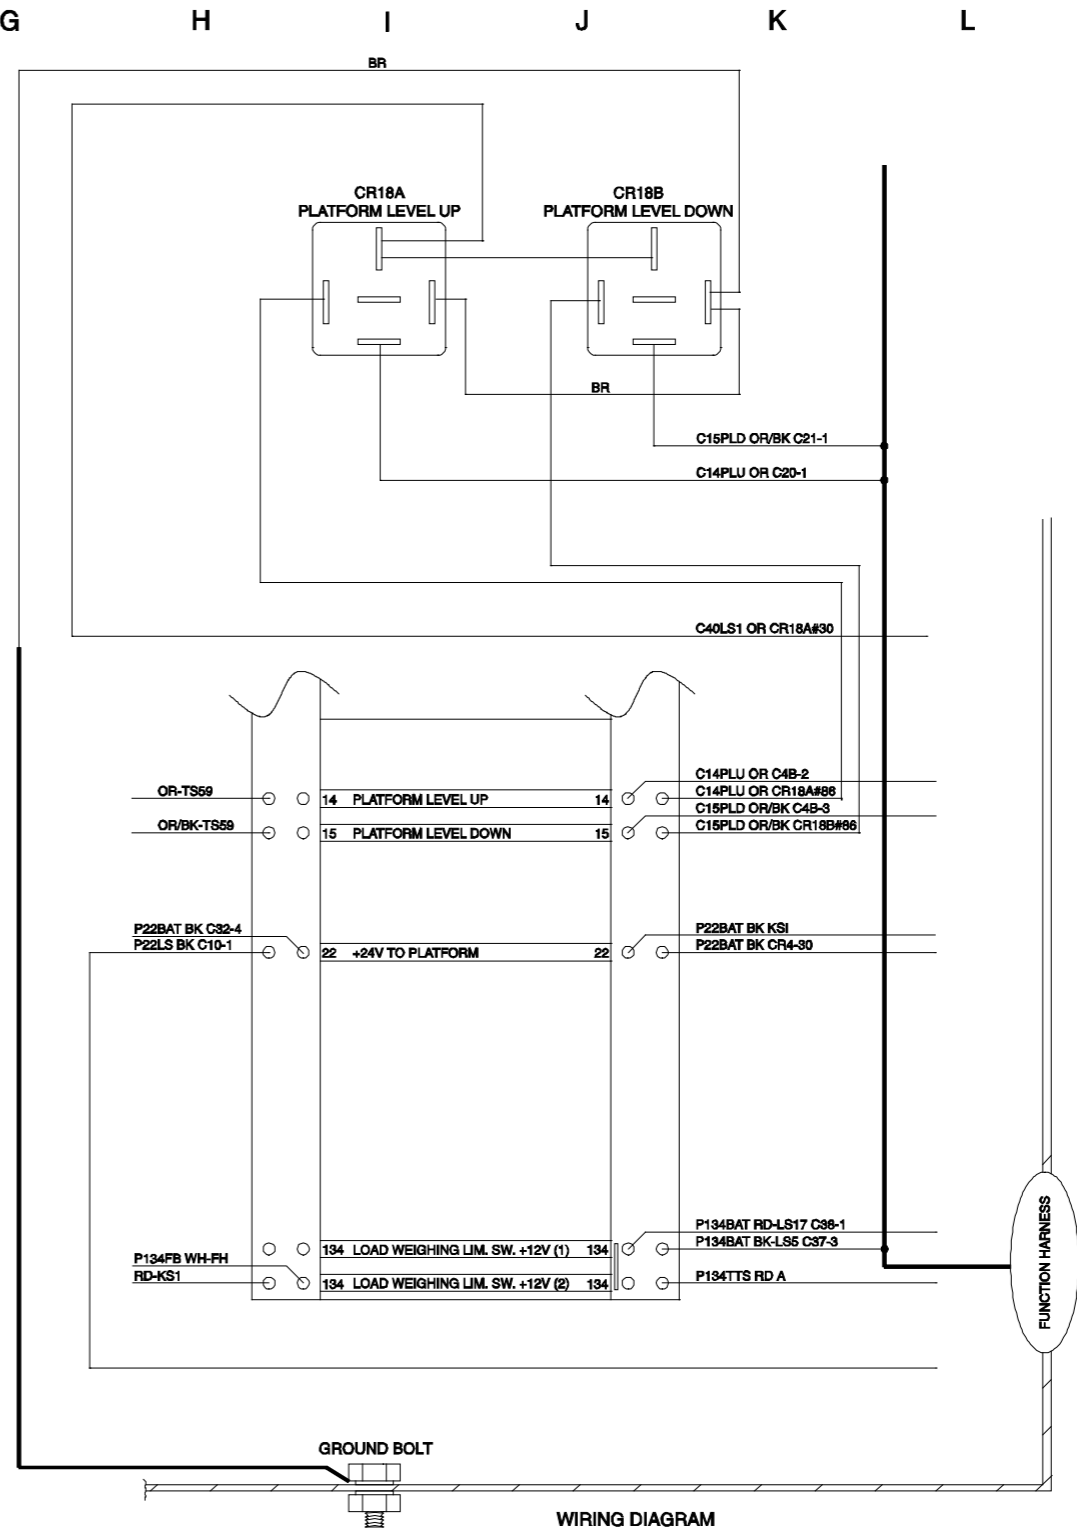 G H I J K L
BR
CR18A
PLATFORM LEVEL UP
CR18B
PLATFORM LEVEL DOWN
BR
C15PLD OR/BK C21-1
C14PLU OR C20-1
C40LS1 OR CR18A#30
C14PLU OR C4B-2
OR-TS59 14 PLATFORM LEVEL UP 14 C14PLU OR CR18A#86
C15PLD OR/BK C4B-3
OR/BK-TS59 15 PLATFORM LEVEL DOWN 15 C15PLD OR/BK CR18B#86
P22BAT BK C32-4 P22BAT BK KSI
P22LS BK C10-1 22 +24V TO PLATFORM 22 P22BAT BK CR4-30
P134BAT RD-LS17 C36-1
134 LOAD WEIGHING LIM. SW. +12V (1) 134 P134BAT BK-LS5 C37-3
P134FB WH-FH
RD-KS1 134 LOAD WEIGHING LIM. SW. +12V (2) 134 P134TTS RD A
FUNCTION HARNESS
GROUND BOLT
WIRING DIAGRAM